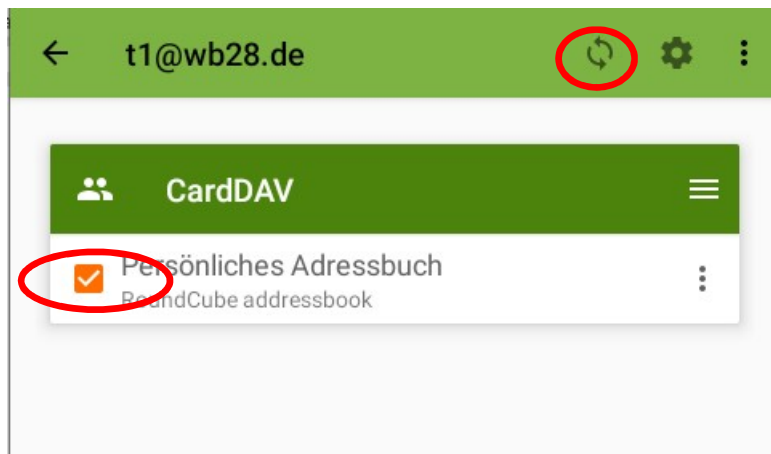 t1@wb28.de
CardDAV
Persönliches Adressbuch
RoundCube addressbook